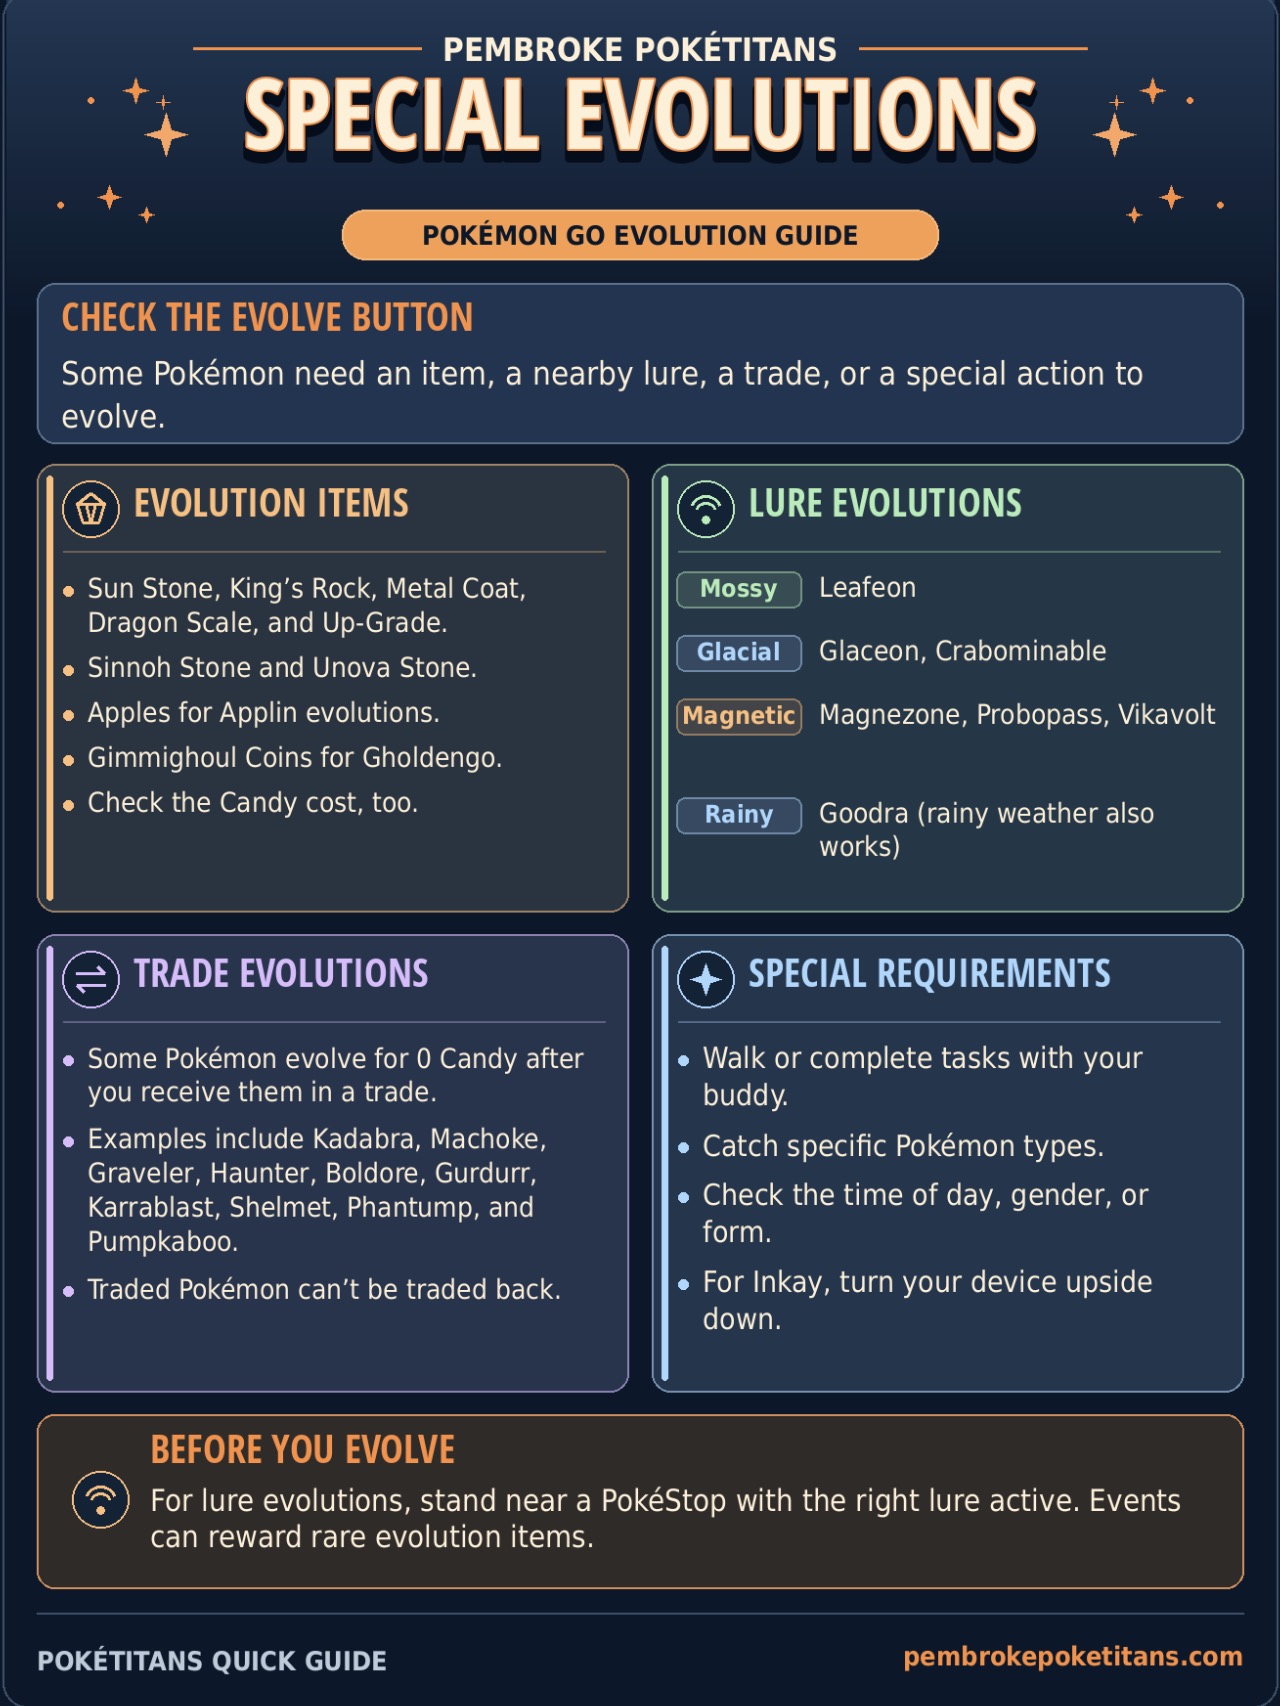 PEMBROKE POKÉTITANS
SPECIAL EVOLUTIONS
POKÉMON GO EVOLUTION GUIDE
CHECK THE EVOLVE BUTTON
Some Pokémon need an item, a nearby lure, a trade, or a special action to
evolve.
EVOLUTION ITEMS
• Sun Stone, King’s Rock, Metal Coat,
Dragon Scale, and Up-Grade.
• Sinnoh Stone and Unova Stone.
• Apples for Applin evolutions.
• Gimmighoul Coins for Gholdengo.
• Check the Candy cost, too.
LURE EVOLUTIONS
Mossy Leafeon
Glacial Glaceon, Crabominable
Magnetic Magnezone, Probopass, Vikavolt
Rainy Goodra (rainy weather also
works)
TRADE EVOLUTIONS
• Some Pokémon evolve for 0 Candy after
you receive them in a trade.
• Examples include Kadabra, Machoke,
Graveler, Haunter, Boldore, Gurdurr,
Karrablast, Shelmet, Phantump, and
Pumpkaboo.
• Traded Pokémon can’t be traded back.
SPECIAL REQUIREMENTS
• Walk or complete tasks with your
buddy.
• Catch specific Pokémon types.
• Check the time of day, gender, or
form.
• For Inkay, turn your device upside
down.
BEFORE YOU EVOLVE
For lure evolutions, stand near a PokéStop with the right lure active. Events
can reward rare evolution items.
POKÉTITANS QUICK GUIDE
pembrokepoketitans.com